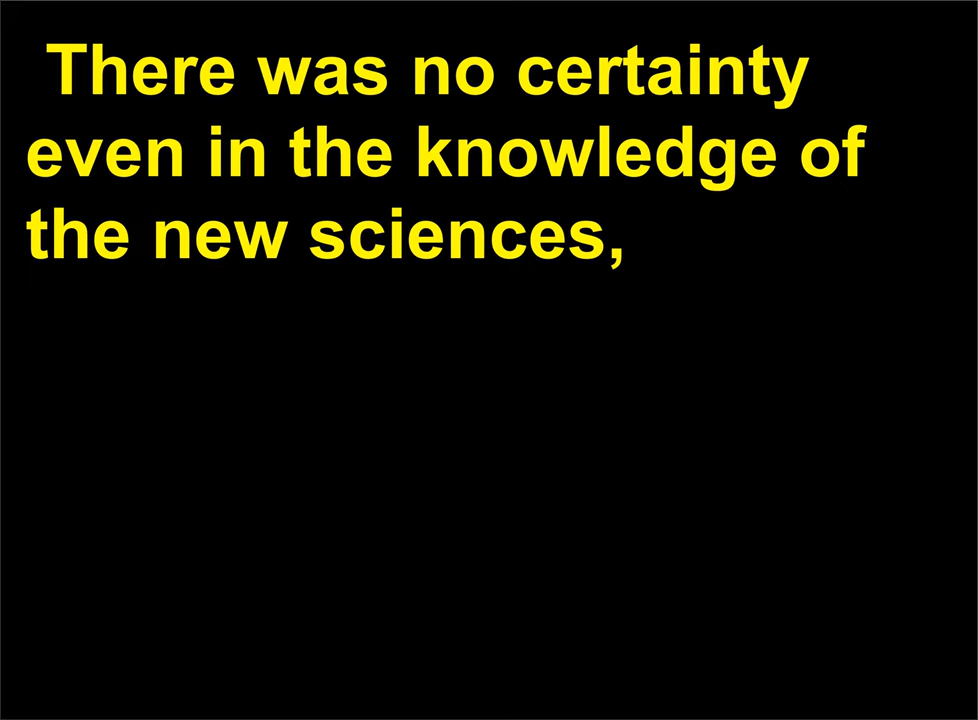 There was no certainty
even in the knowledge of
the new sciences,